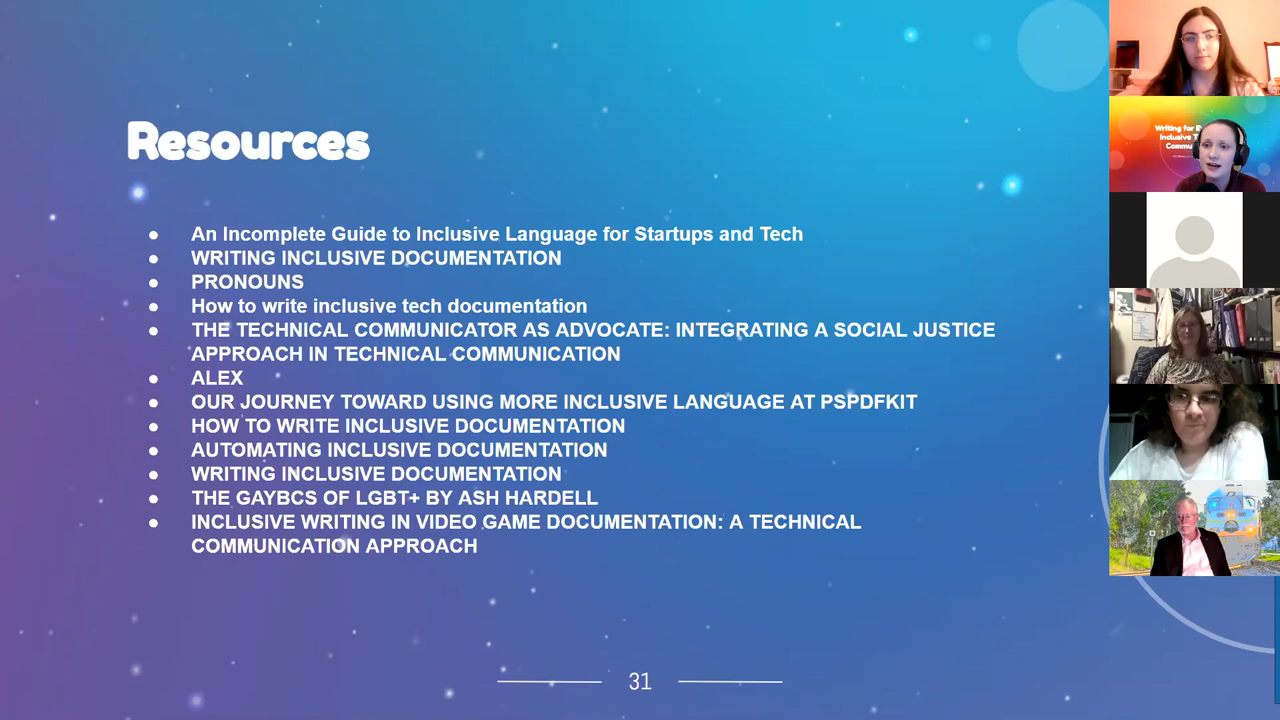 Resources
● An Incomplete Guide to Inclusive Language for Startups and Tech
● WRITING INCLUSIVE DOCUMENTATION
● PRONOUNS
● How to write inclusive tech documentation
● THE TECHNICAL COMMUNICATOR AS ADVOCATE: INTEGRATING A SOCIAL JUSTICE
APPROACH IN TECHNICAL COMMUNICATION
● ALEX
● OUR JOURNEY TOWARD USING MORE INCLUSIVE LANGUAGE AT PSPDFKIT
● HOW TO WRITE INCLUSIVE DOCUMENTATION
● AUTOMATING INCLUSIVE DOCUMENTATION
● WRITING INCLUSIVE DOCUMENTATION
● THE GAYBCS OF LGBT+ BY ASH HARDELL
● INCLUSIVE WRITING IN VIDEO GAME DOCUMENTATION: A TECHNICAL
COMMUNICATION APPROACH
31
Writing for
Inclusive